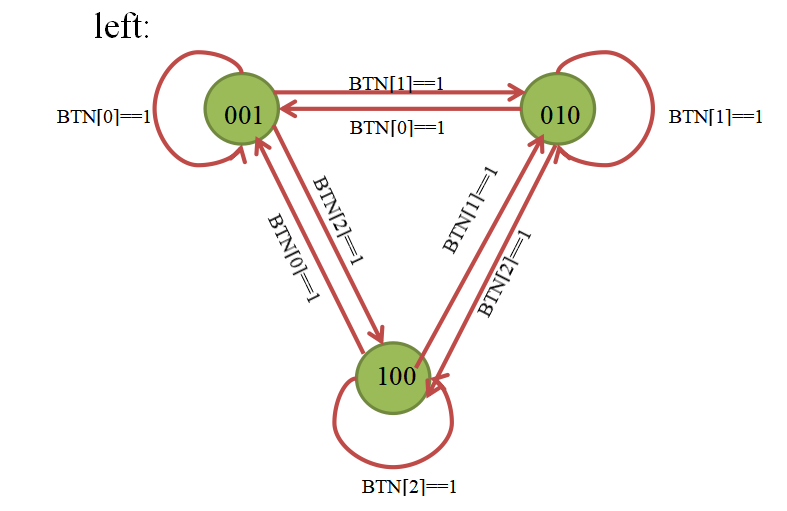 left:
BTN[1]==1
BTN[0]==1
001
010
BTN[1]==1
BTN[0]==1
BTN[2]==1
BTN[0]==1
BTN[1]==1
BTN[2]==1
100
BTN[2]==1